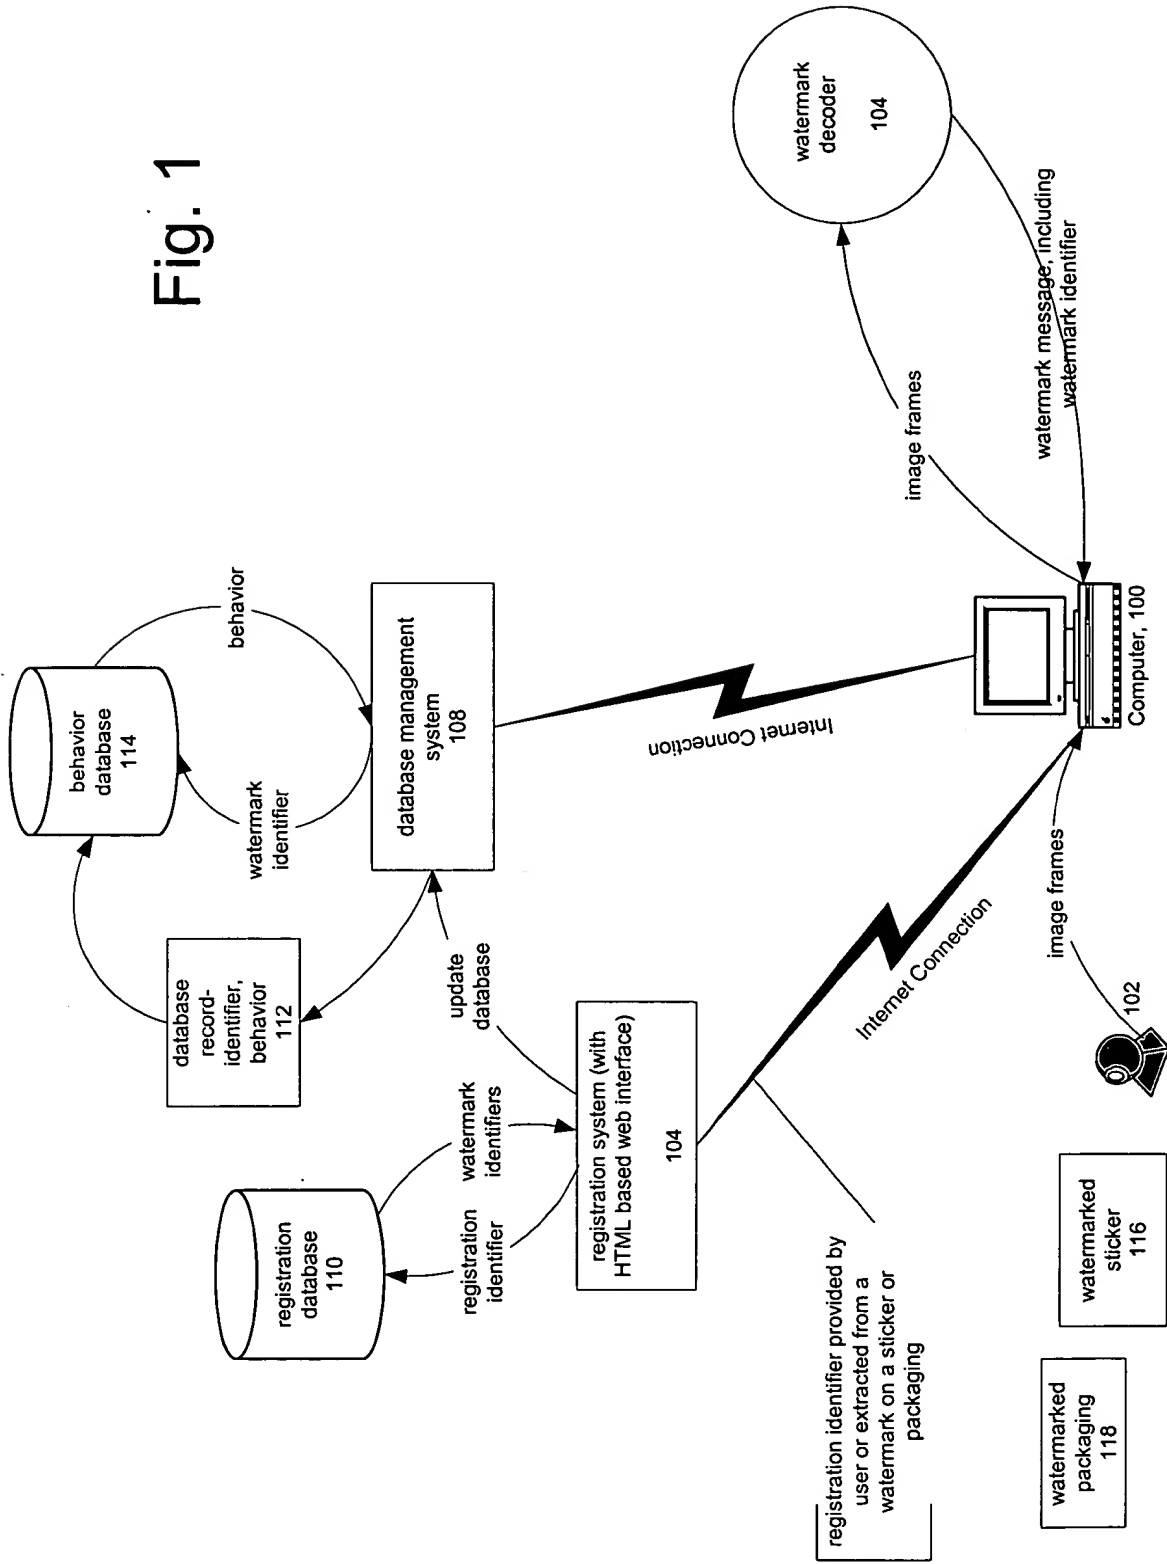 Fig. 1
behavior
database
114
behavior
watermark
identifier
database
record-
identifier,
behavior
112
database management
system
108
update
database
registration
database
110
watermark
identifiers
registration
identifier
registration system (with
HTML based web interface)
104
Internet Connection
Internet Connection
registration identifier provided by
user or extracted from a
watermark on a sticker or
packaging
watermark
decoder
104
image frames
watermark message, including
watermark identifier
Computer, 100
image frames
102
watermarked
sticker
116
watermarked
packaging
118